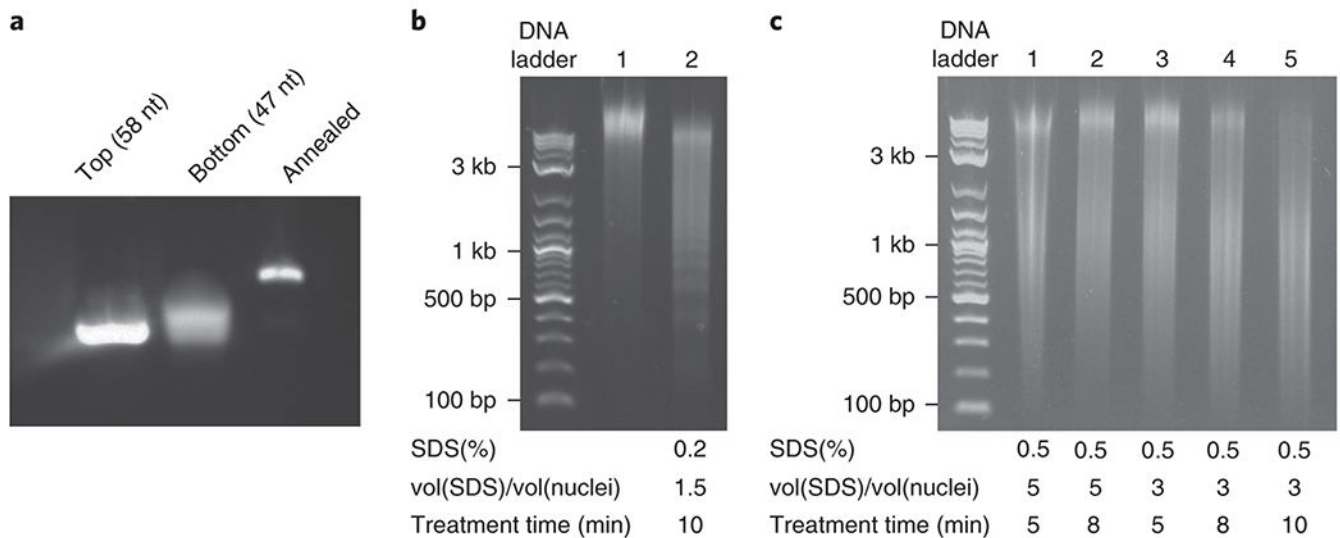 a
Top (58 nt)
Bottom (47 nt)
Annealed
b
DNA
ladder 1 2
3 kb
1 kb
500 bp
100 bp
SDS(%) 0.2
vol(SDS)/vol(nuclei) 1.5
Treatment time (min) 10
c
DNA
ladder 1 2 3 4 5
3 kb
1 kb
500 bp
100 bp
SDS(%) 0.5 0.5 0.5 0.5 0.5
vol(SDS)/vol(nuclei) 5 5 3 3 3
Treatment time (min) 5 8 5 8 10